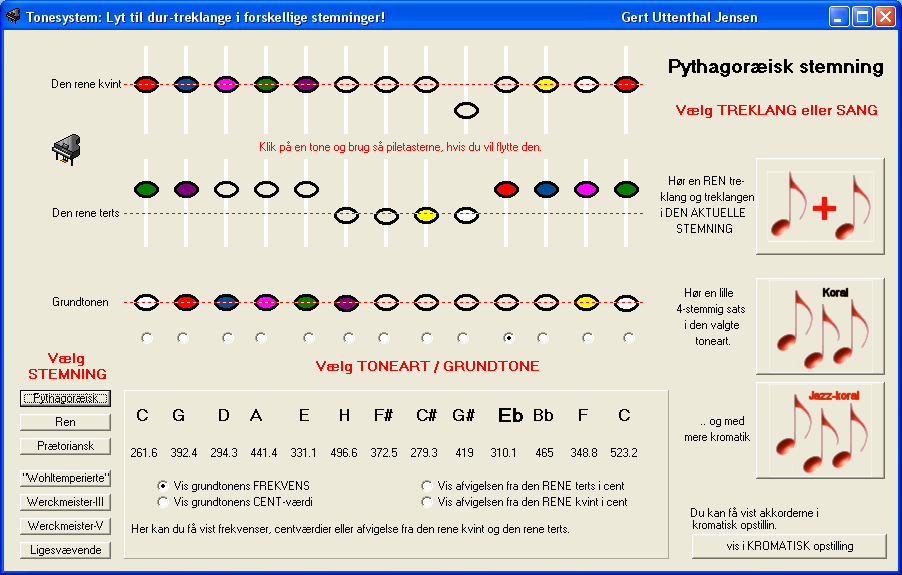 Tonesystem: Lyt til dur-treklange i forskellige stemninger!
Gert Uttenthal Jensen
Pythagoræisk stemning
Den rene kvint
Vælg TREKLANG eller SANG
Klik på en tone og brug så piletasterne, hvis du vil flytte den.
Den rene terts
Hør en REN tre-
klang og treklangen
i DEN AKTUELLE
STEMNING
Grundtonen
Hør en lille
4-stemmig sats
i den valgte
toneart.
Koral
Vælg
STEMNING
Vælg TONEART / GRUNDTONE
Pythagoræisk
Ren
Prætoriansk
"Wohltemperierte"
Werckmeister-III
Werckmeister-V
Ligesvævende
C G D A E H F# C# G# Eb Bb F C
261.6 392.4 294.3 441.4 331.1 496.6 372.5 279.3 419 310.1 465 348.8 523.2
Vis grundtonens FREKVENS
Vis afvigelsen fra den RENE terts i cent
Vis grundtonens CENT-værdi
Vis afvigelsen fra den RENE kvint i cent
Her kan du få vist frekvenser, centværdier eller afvigelse fra den rene kvint og den rene terts.
Jazz-koral
.. og med
mere kromatik
Du kan få vist akkorderne i
kromatisk opstillin.
vis i KROMATISK opstilling